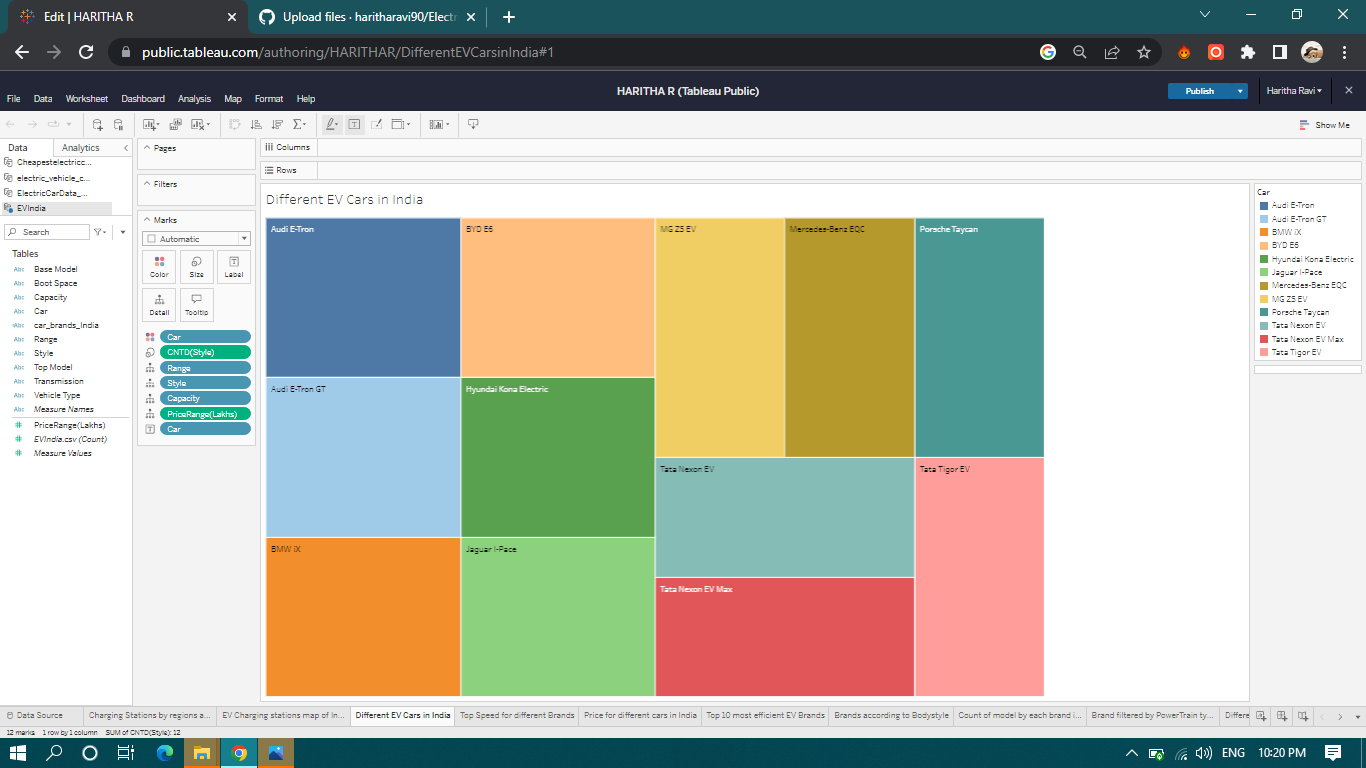 Edit | HARITHA R
Upload files · haritharavi90/Electr
public.tableau.com/authoring/HARITHAR/DifferentEVCarsinIndia#1
File Data Worksheet Dashboard Analysis Map Format Help
HARITHA R (Tableau Public)
Publish
Haritha Ravi
Show Me
Data Analytics
Cheapestelectricc...
electric_vehicle_c...
ElectricCarData_...
EVIndia
Search
Tables
Abc Base Model
Abc Boot Space
Abc Capacity
Abc Car
Abc car_brands_India
Abc Range
Abc Style
Abc Top Model
Abc Transmission
Abc Vehicle Type
Abc Measure Names
# PriceRange(Lakhs)
# EVIndia.csv (Count)
# Measure Values
Pages
Filters
Marks
Automatic
Color Size Label
Detail Tooltip
Car
CNTD(Style)
Range
Style
Capacity
PriceRange(Lakhs)
Car
Columns
Rows
Different EV Cars in India
Audi E-Tron
BYD E6
MG ZS EV
Mercedes-Benz EQC
Porsche Taycan
Audi E-Tron GT
Hyundai Kona Electric
Tata Nexon EV
Tata Tigor EV
BMW iX
Jaguar I-Pace
Tata Nexon EV Max
Car
Audi E-Tron
Audi E-Tron GT
BMW iX
BYD E6
Hyundai Kona Electric
Jaguar I-Pace
Mercedes-Benz EQC
MG ZS EV
Porsche Taycan
Tata Nexon EV
Tata Nexon EV Max
Tata Tigor EV
Data Source
Charging Stations by regions a...
EV Charging stations map of In...
Different EV Cars in India
Top Speed for different Brands
Price for different cars in India
Top 10 most efficient EV Brands
Brands according to Bodystyle
Count of model by each brand i...
Brand filtered by PowerTrain ty...
Differe
12 marks 1 row by 1 column SUM of CNTD(Style): 12
ENG 10:20 PM